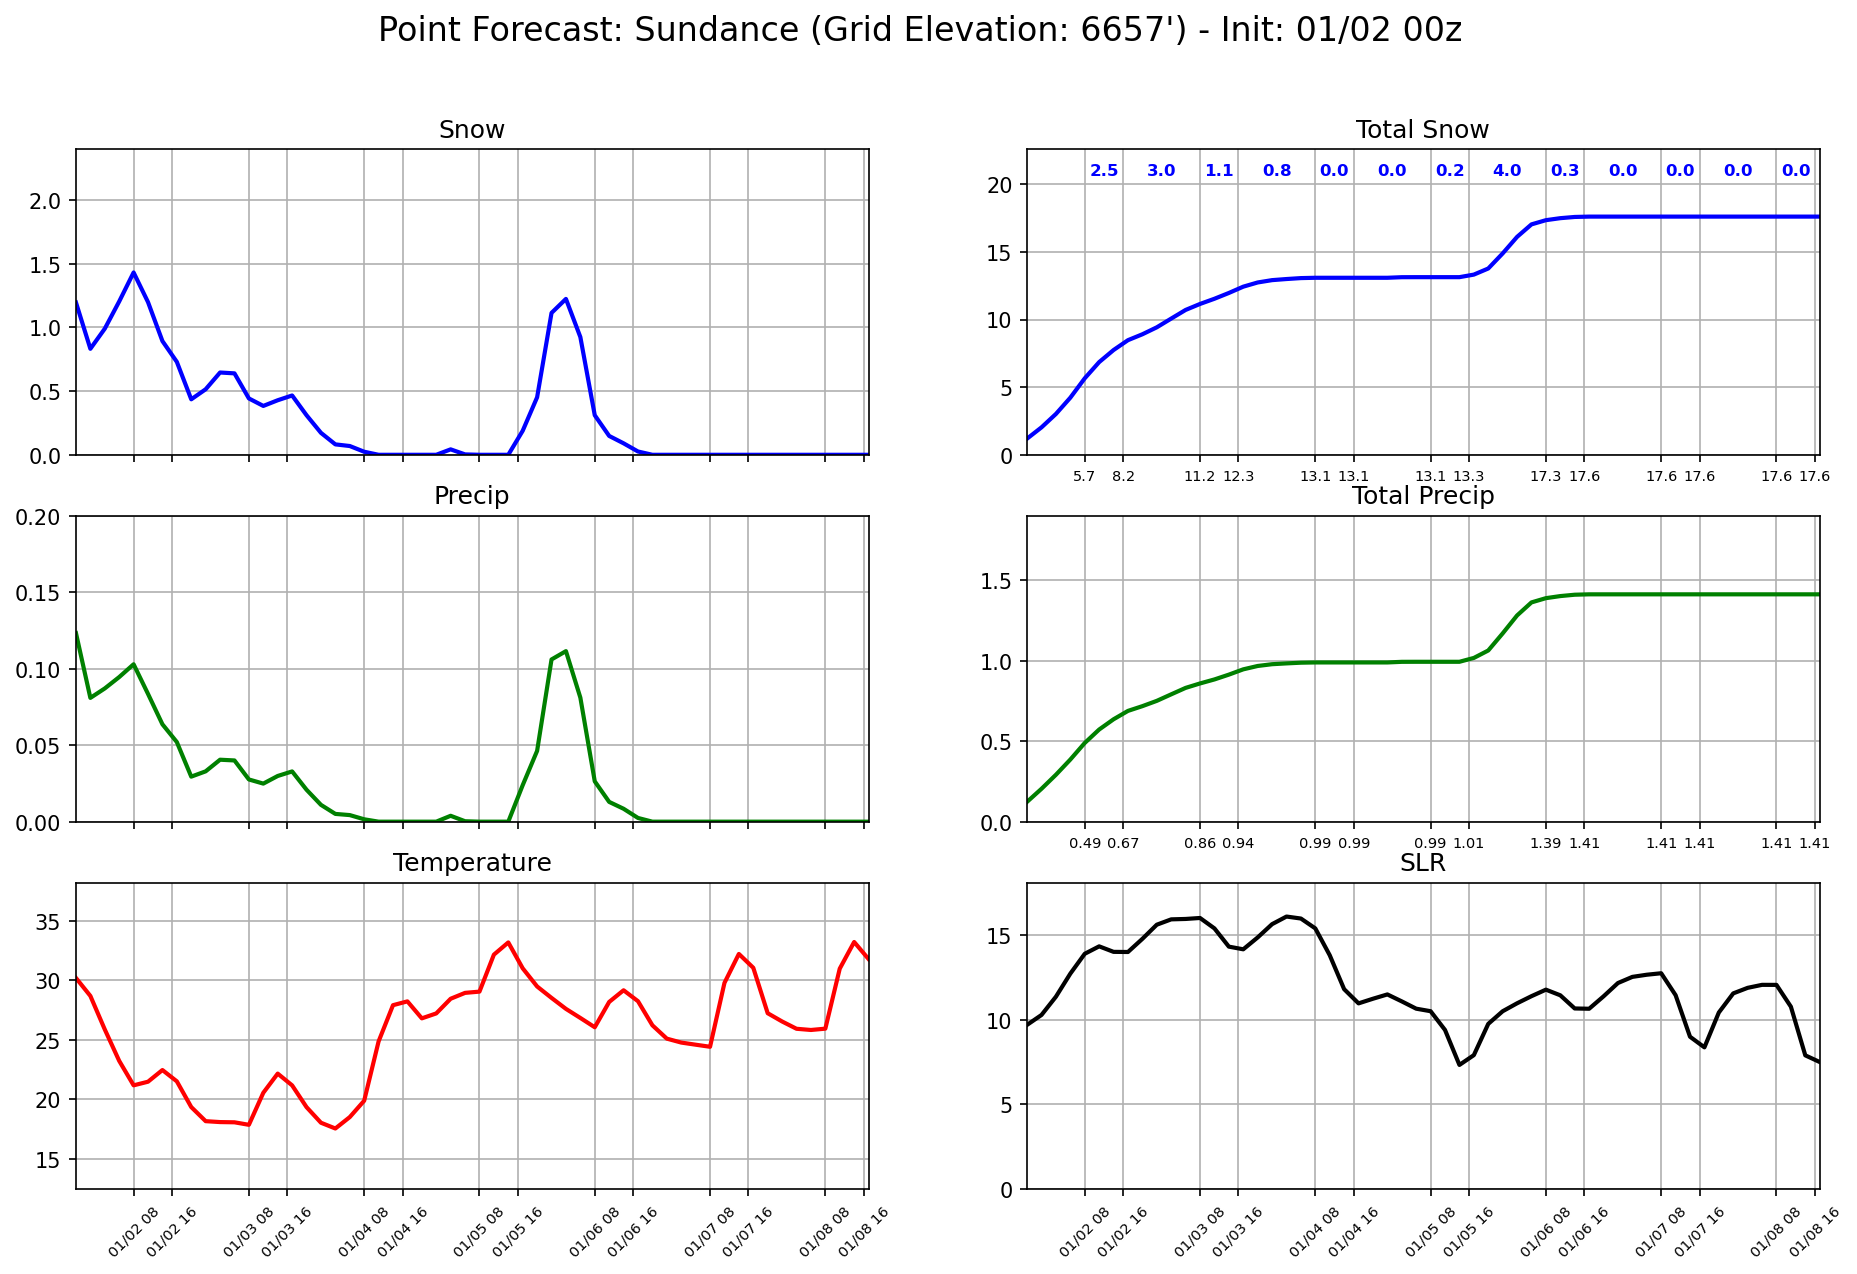 Point Forecast: Sundance (Grid Elevation: 6657') - Init: 01/02 00z
Snow
2.0
1.5
1.0
0.5
0.0
Total Snow
2.5 3.0 1.1 0.8 0.0 0.0 0.2 4.0 0.3 0.0 0.0 0.0 0.0
20
15
10
5
0
5.7 8.2 11.2 12.3 13.1 13.1 13.1 13.3 17.3 17.6 17.6 17.6 17.6 17.6
Precip
0.20
0.15
0.10
0.05
0.00
Total Precip
1.5
1.0
0.5
0.0
0.49 0.67 0.86 0.94 0.99 0.99 0.99 1.01 1.39 1.41 1.41 1.41 1.41 1.41
Temperature
35
30
25
20
15
01/02 08 01/02 16 01/03 08 01/03 16 01/04 08 01/04 16 01/05 08 01/05 16 01/06 08 01/06 16 01/07 08 01/07 16 01/08 08 01/08 16
SLR
15
10
5
0
01/02 08 01/02 16 01/03 08 01/03 16 01/04 08 01/04 16 01/05 08 01/05 16 01/06 08 01/06 16 01/07 08 01/07 16 01/08 08 01/08 16